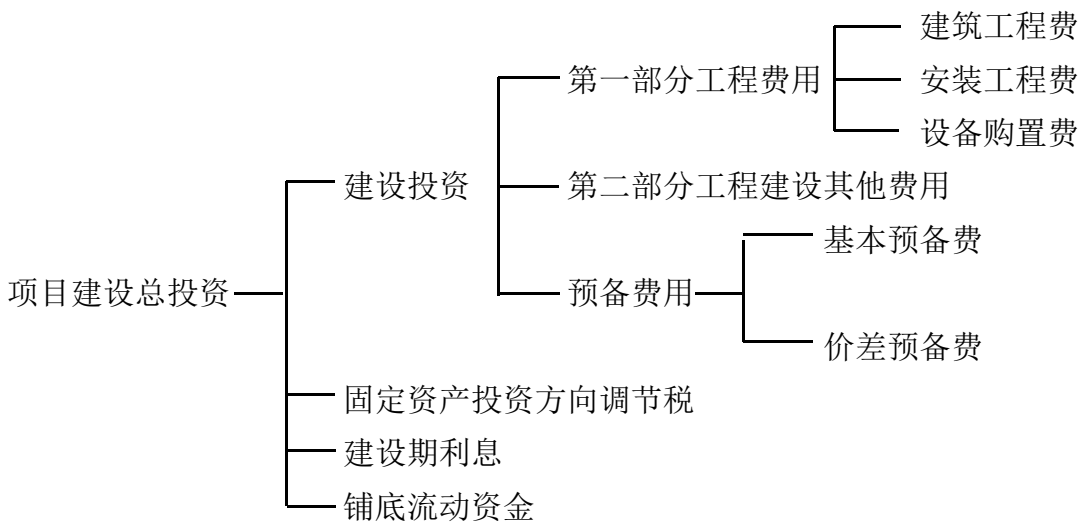 建筑工程费
第一部分工程费用
安装工程费
设备购置费
建设投资
第二部分工程建设其他费用
基本预备费
项目建设总投资
预备费用
价差预备费
固定资产投资方向调节税
建设期利息
铺底流动资金